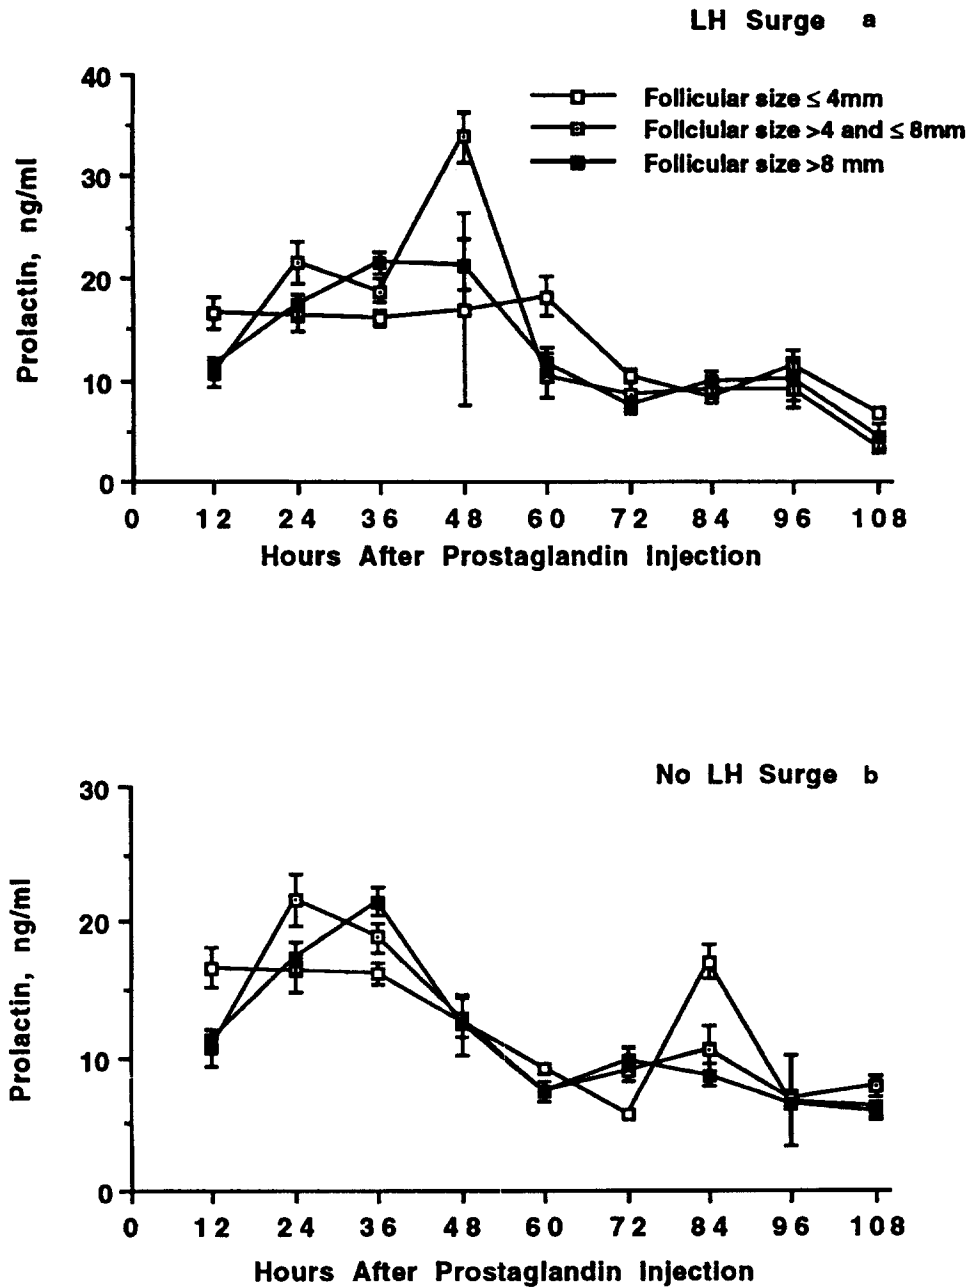 LH Surge a
40
30
20
10
0
Prolactin, ng/ml
Follicular size ≤ 4mm
Follciular size >4 and ≤ 8mm
Follicular size >8 mm
0 12 24 36 48 60 72 84 96 108
Hours After Prostaglandin Injection
No LH Surge b
30
20
10
0
Prolactin, ng/ml
0 12 24 36 48 60 72 84 96 108
Hours After Prostaglandin Injection